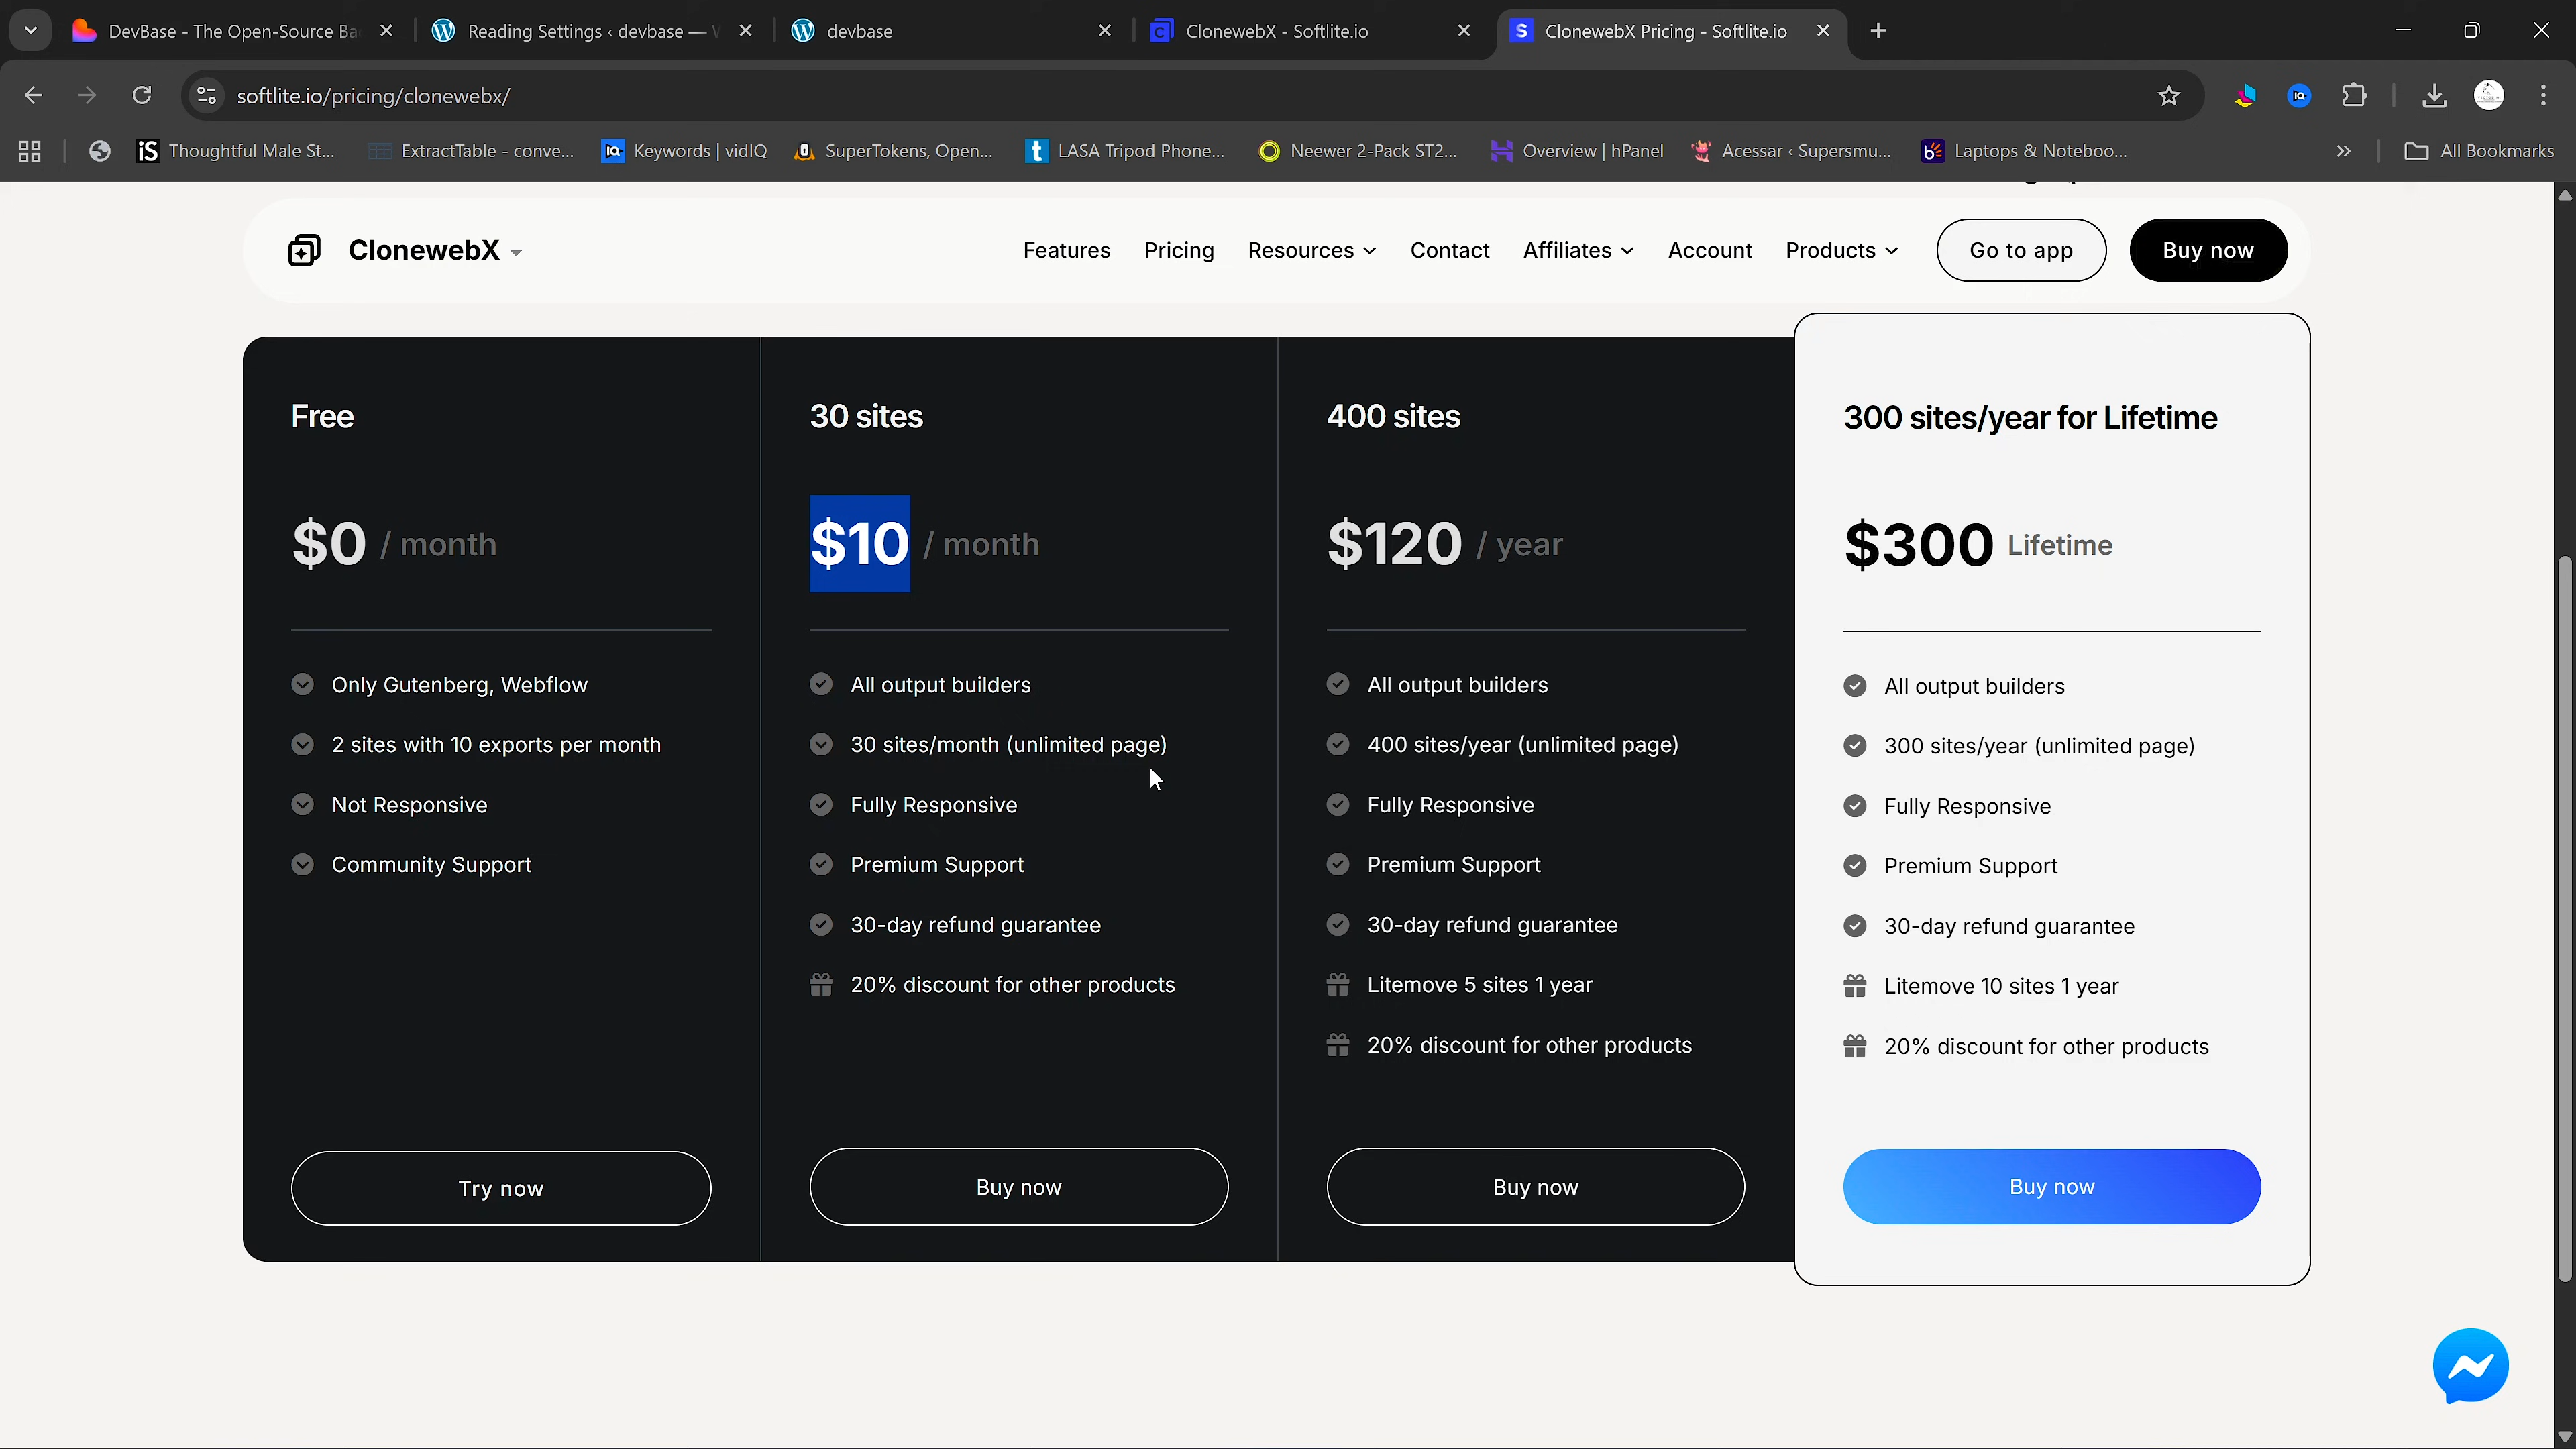 DevBase - The Open-Source Ba
Reading Settings ‹ devbase —
devbase
ClonewebX - Softlite.io
ClonewebX Pricing - Softlite.io
softlite.io/pricing/clonewebx/
Thoughtful Male St...
ExtractTable - conve...
Keywords | vidIQ
SuperTokens, Open...
LASA Tripod Phone...
Neewer 2-Pack ST2...
Overview | hPanel
Acessar ‹ Supersmu...
Laptops & Noteboo...
All Bookmarks
ClonewebX
Features
Pricing
Resources
Contact
Affiliates
Account
Products
Go to app
Buy now
Free
$0 / month
Only Gutenberg, Webflow
2 sites with 10 exports per month
Not Responsive
Community Support
Try now
30 sites
$10 / month
All output builders
30 sites/month (unlimited page)
Fully Responsive
Premium Support
30-day refund guarantee
20% discount for other products
Buy now
400 sites
$120 / year
All output builders
400 sites/year (unlimited page)
Fully Responsive
Premium Support
30-day refund guarantee
Litemove 5 sites 1 year
20% discount for other products
Buy now
300 sites/year for Lifetime
$300 Lifetime
All output builders
300 sites/year (unlimited page)
Fully Responsive
Premium Support
30-day refund guarantee
Litemove 10 sites 1 year
20% discount for other products
Buy now